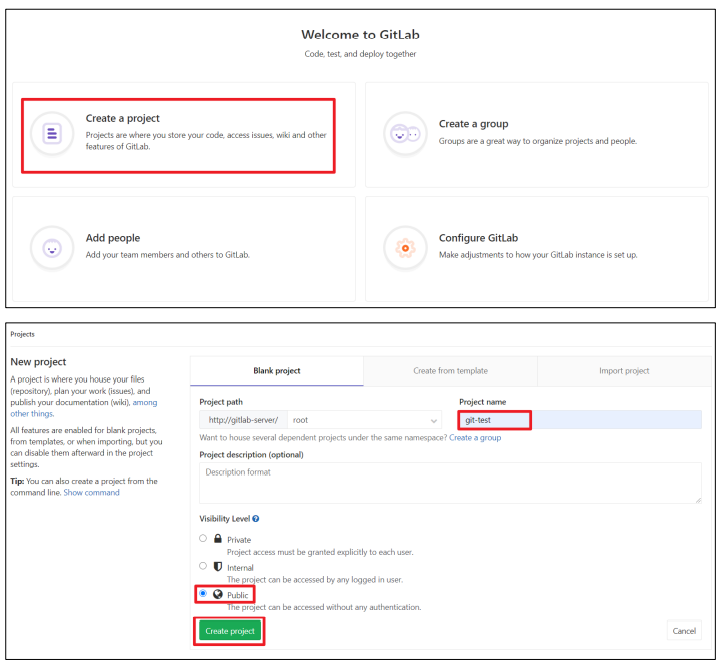 Welcome to GitLab
Code, test, and deploy together
Create a project
Projects are where you store your code, access issues, wiki and other
features of GitLab.
Create a group
Groups are a great way to organize projects and people.
Add people
Add your team members and others to GitLab.
Configure GitLab
Make adjustments to how your GitLab instance is set up.
Projects
New project
A project is where you house your files
(repository), plan your work (issues), and
publish your documentation (wiki), among
other things.
All features are enabled for blank projects,
from templates, or when importing, but you
can disable them afterward in the project
settings.
Tip: You can also create a project from the
command line. Show command
Blank project
Create from template
Import project
Project path
Project name
http://gitlab-server/
root
git-test
Want to house several dependent projects under the same namespace? Create a group
Project description (optional)
Description format
Visibility Level
Private
Project access must be granted explicitly to each user.
Internal
The project can be accessed by any logged in user.
Public
The project can be accessed without any authentication.
Create project
Cancel